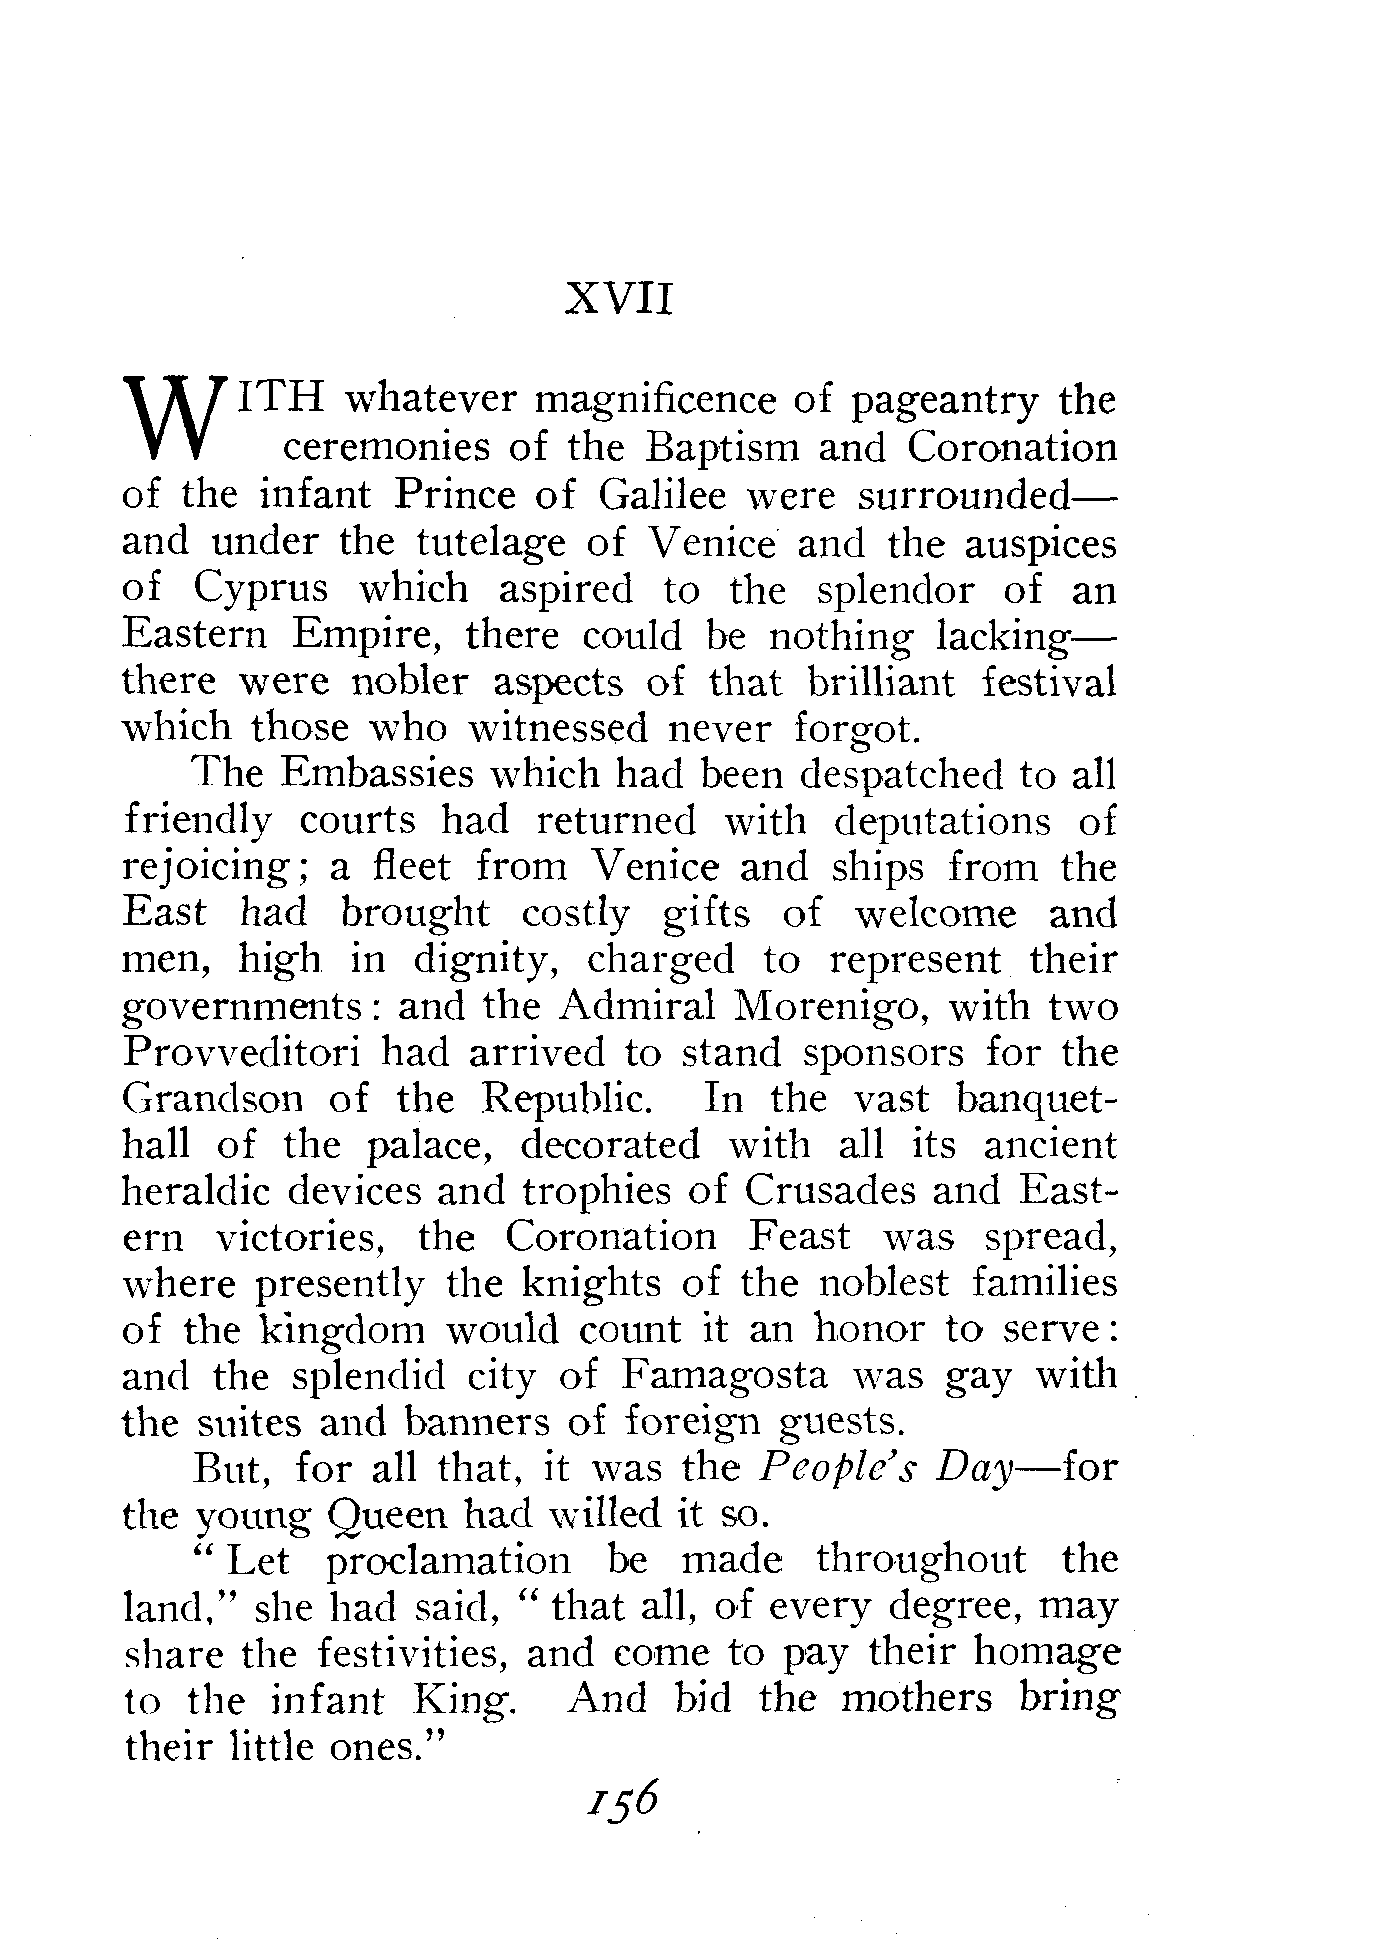 XVII
WITH whatever magnificence of pageantry the
ceremonies of the Baptism and Coronation
of the infant Prince of Galilee were surrounded—
and under the tutelage of Venice and the auspices
of Cyprus which aspired to the splendor of an
Eastern Empire, there could be nothing lacking—
there were nobler aspects of that brilliant festival
which those who witnessed never forgot.
The Embassies which had been despatched to all
friendly courts had returned with deputations of
rejoicing; a fleet from Venice and ships from the
East had brought costly gifts of welcome and
men, high in dignity, charged to represent their
governments: and the Admiral Morenigo, with two
Provveditori had arrived to stand sponsors for the
Grandson of the Republic. In the vast banquet-
hall of the palace, decorated with all its ancient
heraldic devices and trophies of Crusades and East-
ern victories, the Coronation Feast was spread,
where presently the knights of the noblest families
of the kingdom would count it an honor to serve:
and the splendid city of Famagosta was gay with
the suites and banners of foreign guests.
But, for all that, it was the People's Day—for
the young Queen had willed it so.
"Let proclamation be made throughout the
land," she had said, "that all, of every degree, may
share the festivities, and come to pay their homage
to the infant King. And bid the mothers bring
their little ones."
156